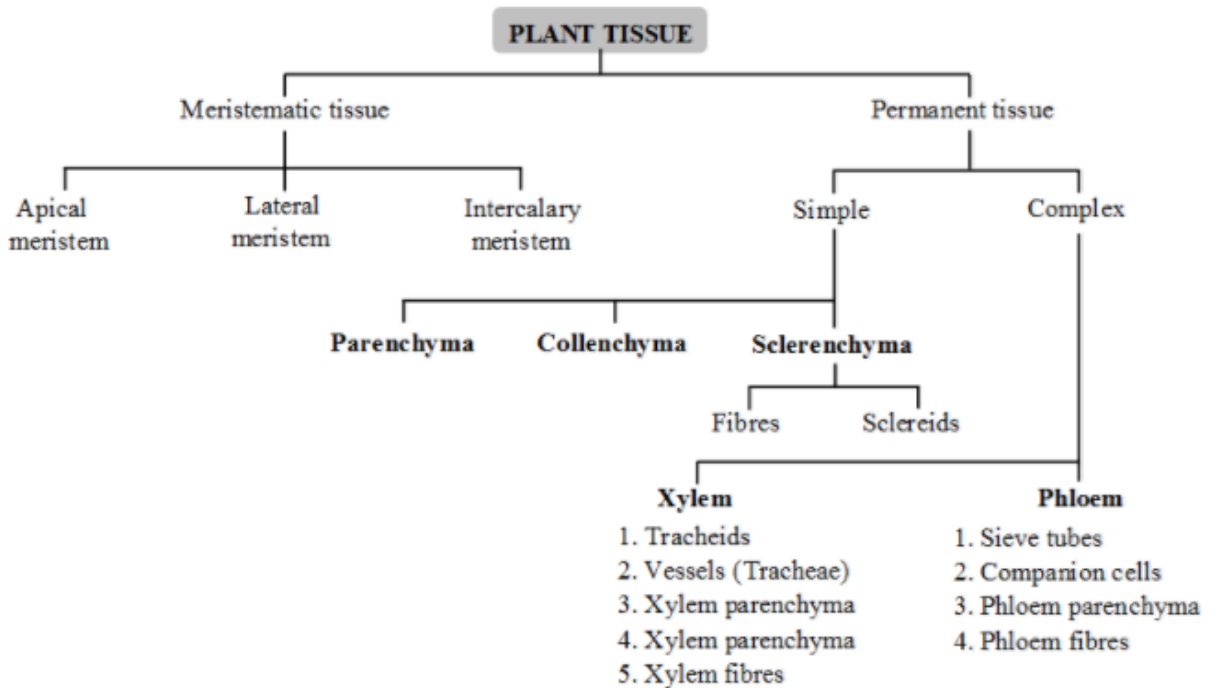 PLANT TISSUE
Meristematic tissue
Permanent tissue
Apical
meristem
Lateral
meristem
Intercalary
meristem
Simple
Complex
Parenchyma
Collenchyma
Sclerenchyma
Fibres
Sclereids
Xylem
1. Tracheids
2. Vessels (Tracheae)
3. Xylem parenchyma
4. Xylem parenchyma
5. Xylem fibres
Phloem
1. Sieve tubes
2. Companion cells
3. Phloem parenchyma
4. Phloem fibres